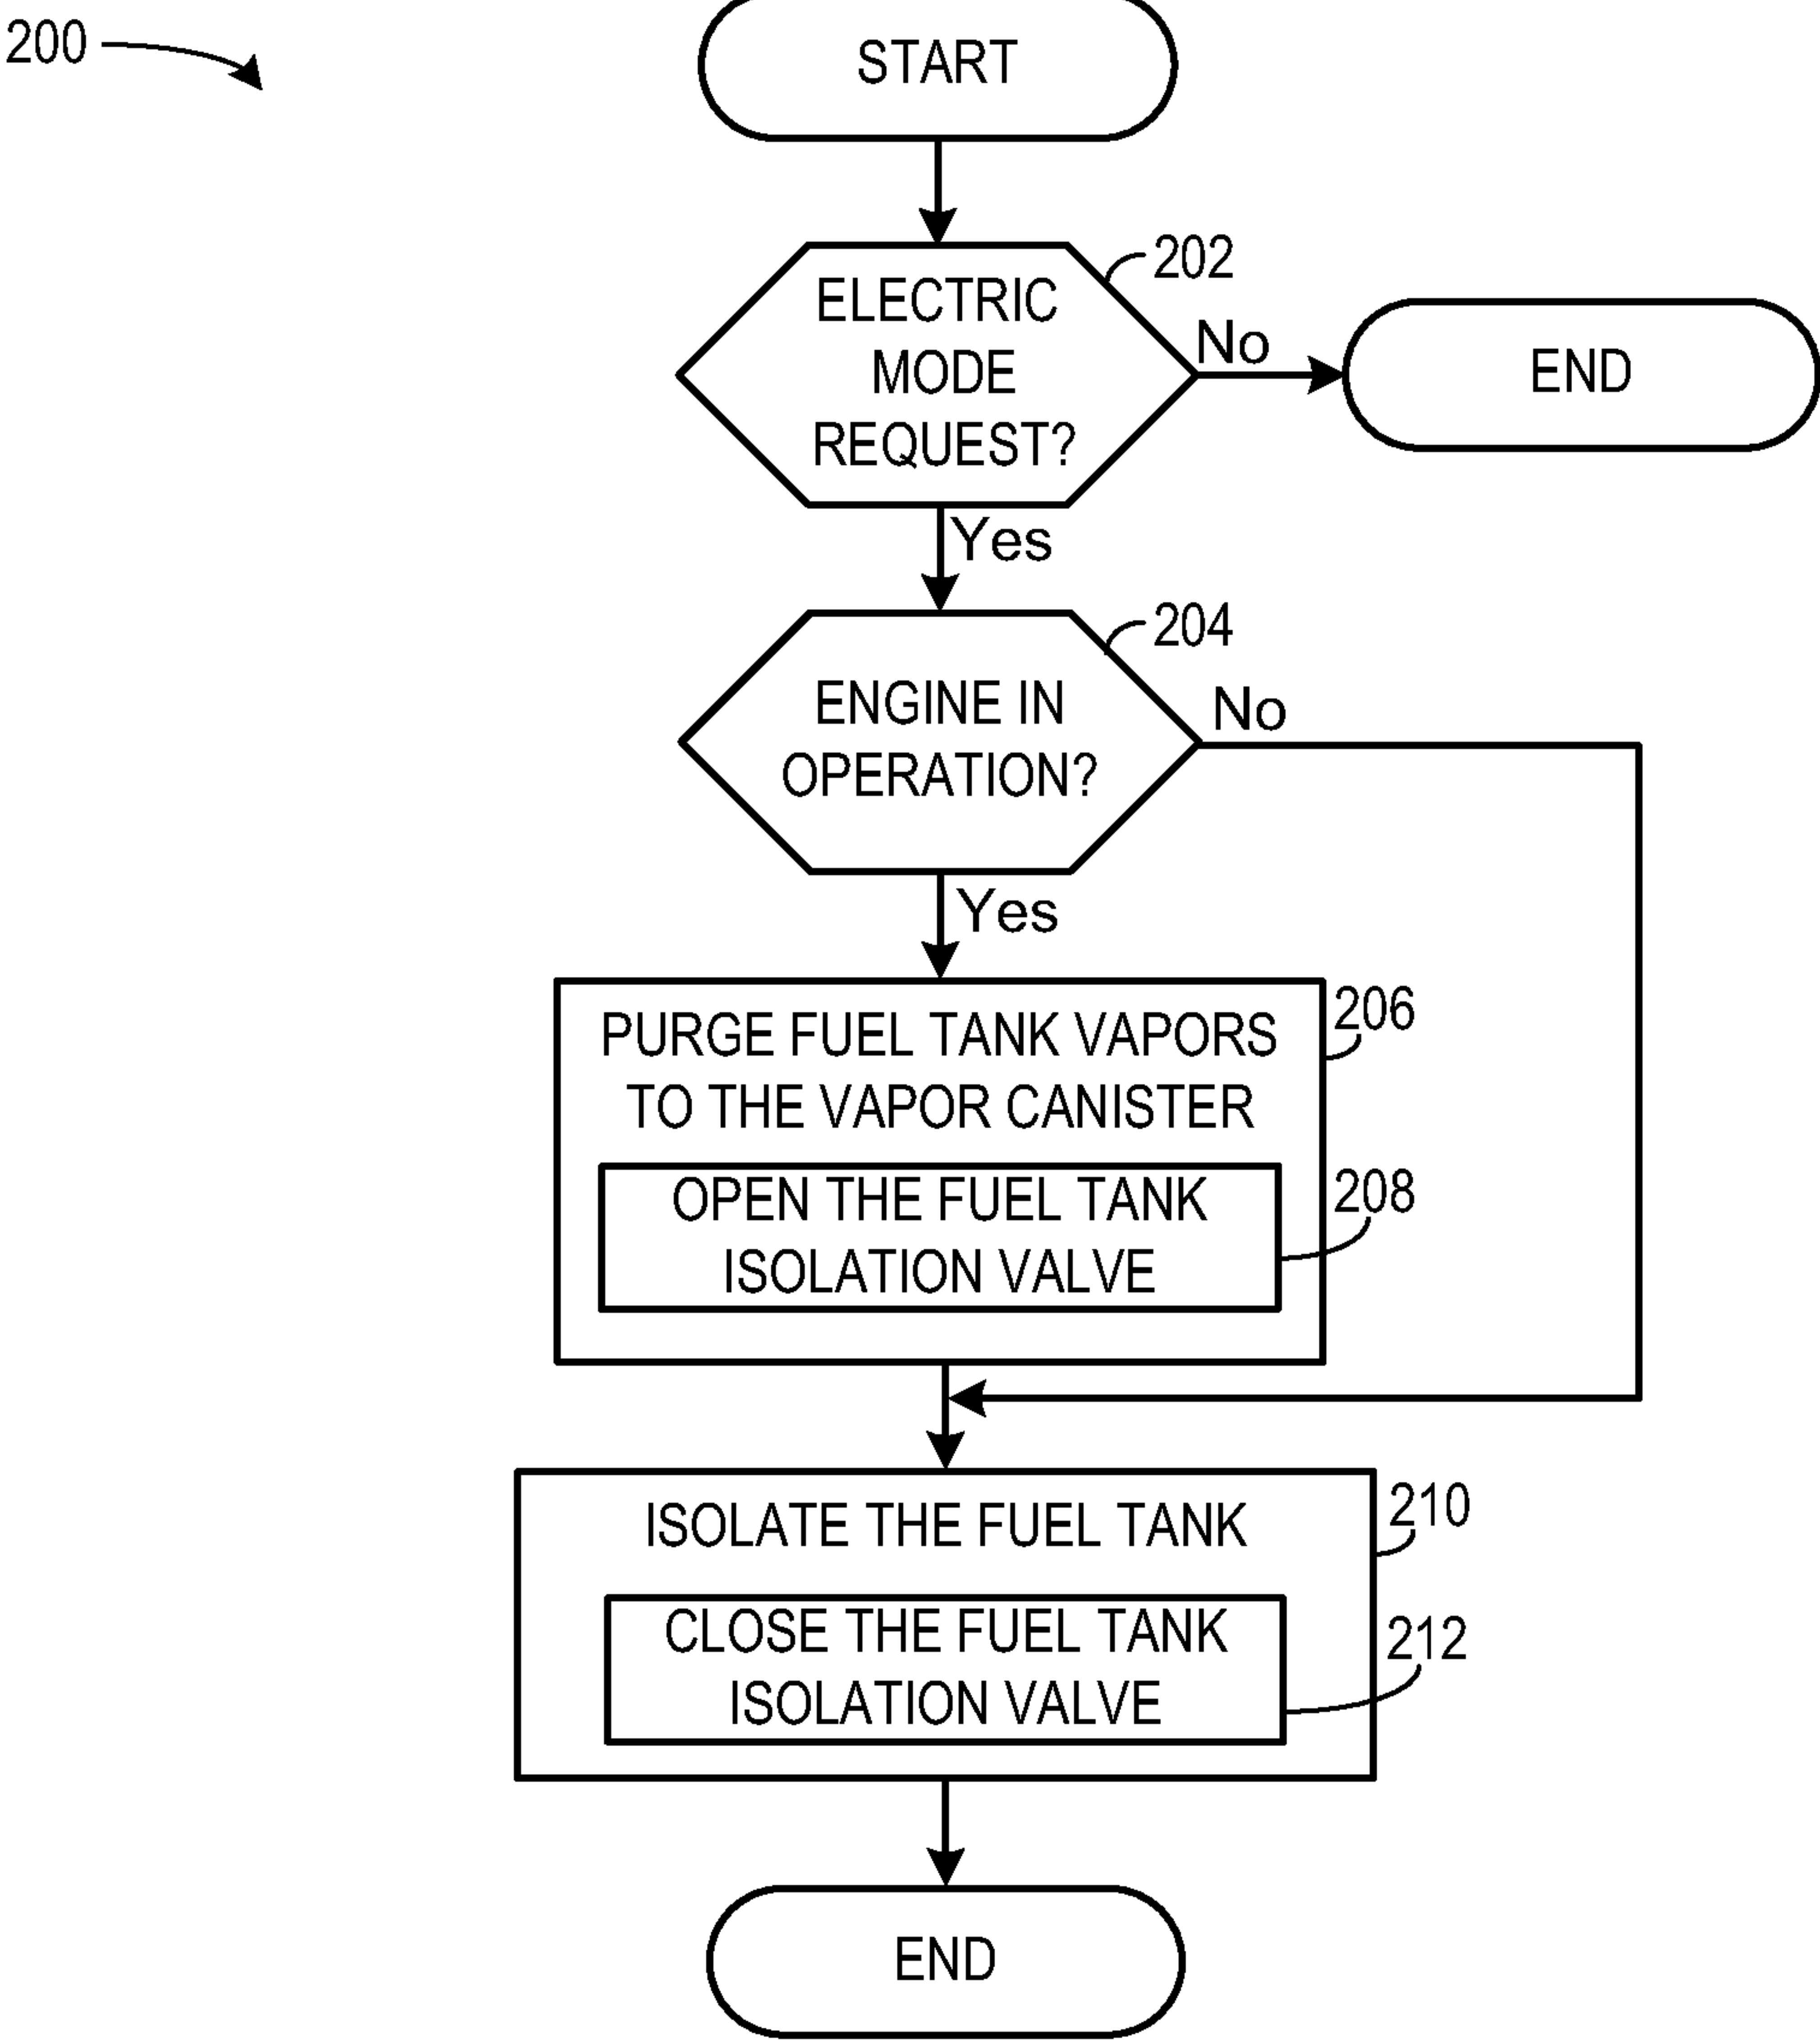 200
START
202
ELECTRIC
MODE
REQUEST?
No
END
Yes
204
ENGINE IN
OPERATION?
No
Yes
206
PURGE FUEL TANK VAPORS
TO THE VAPOR CANISTER
208
OPEN THE FUEL TANK
ISOLATION VALVE
210
ISOLATE THE FUEL TANK
212
CLOSE THE FUEL TANK
ISOLATION VALVE
END